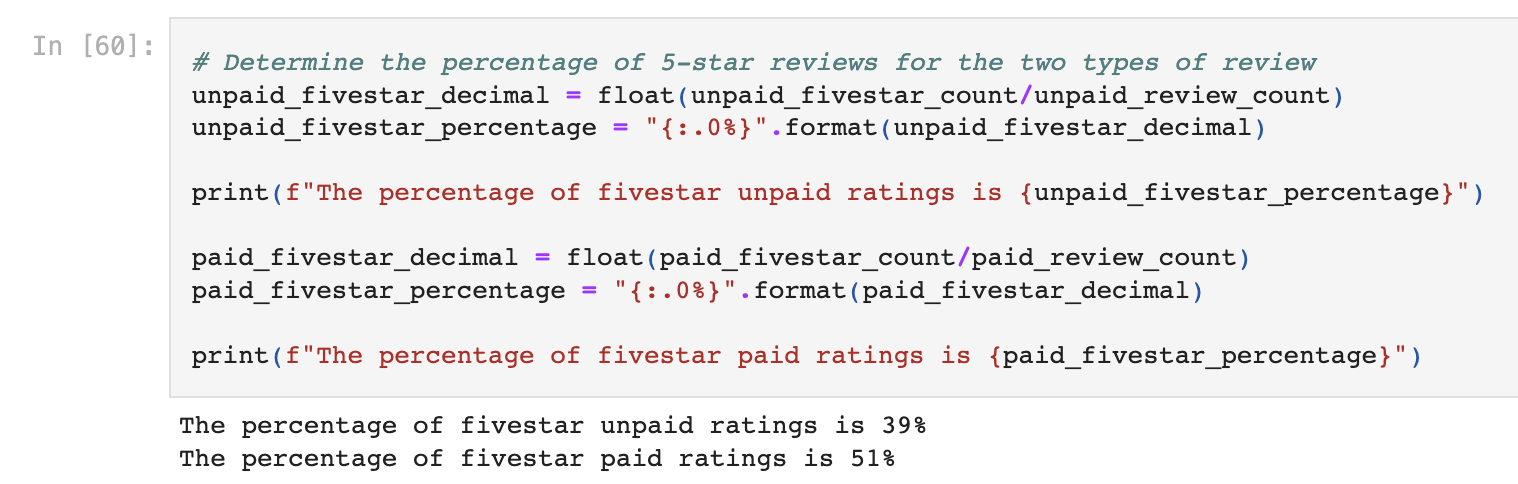 In [60]:
# Determine the percentage of 5-star reviews for the two types of review
unpaid_fivestar_decimal = float(unpaid_fivestar_count/unpaid_review_count)
unpaid_fivestar_percentage = "{:.0%}".format(unpaid_fivestar_decimal)
print(f"The percentage of fivestar unpaid ratings is {unpaid_fivestar_percentage}")
paid_fivestar_decimal = float(paid_fivestar_count/paid_review_count)
paid_fivestar_percentage = "{:.0%}".format(paid_fivestar_decimal)
print(f"The percentage of fivestar paid ratings is {paid_fivestar_percentage}")
The percentage of fivestar unpaid ratings is 39%
The percentage of fivestar paid ratings is 51%